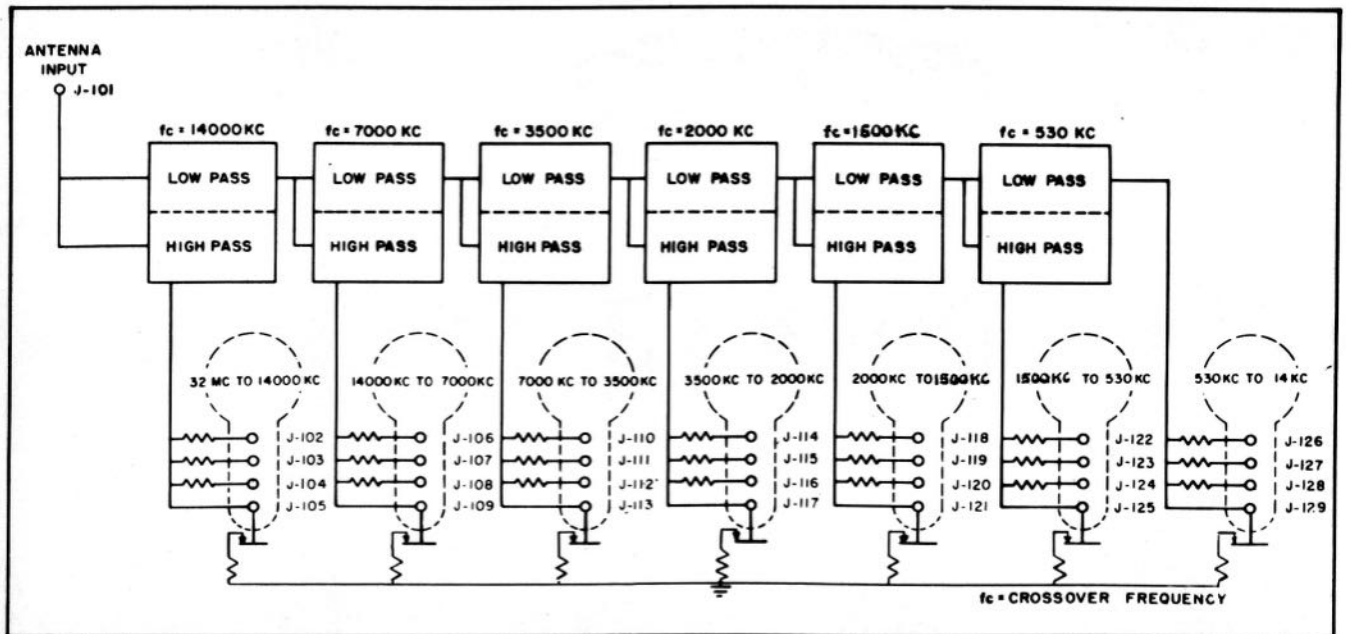 ANTENNA
INPUT
J-101
fc = 14000 KC
fc = 7000 KC
fc = 3500 KC
fc = 2000 KC
fc = 1500 KC
fc = 530 KC
LOW PASS
LOW PASS
LOW PASS
LOW PASS
LOW PASS
LOW PASS
HIGH PASS
HIGH PASS
HIGH PASS
HIGH PASS
HIGH PASS
HIGH PASS
32 MC TO 14000 KC
14000 KC TO 7000 KC
7000 KC TO 3500 KC
3500 KC TO 2000 KC
2000 KC TO 1500 KC
1500 KC TO 530 KC
530 KC TO 14 KC
J-102
J-103
J-104
J-105
J-106
J-107
J-108
J-109
J-110
J-111
J-112
J-113
J-114
J-115
J-116
J-117
J-118
J-119
J-120
J-121
J-122
J-123
J-124
J-125
J-126
J-127
J-128
J-129
fc = CROSSOVER FREQUENCY